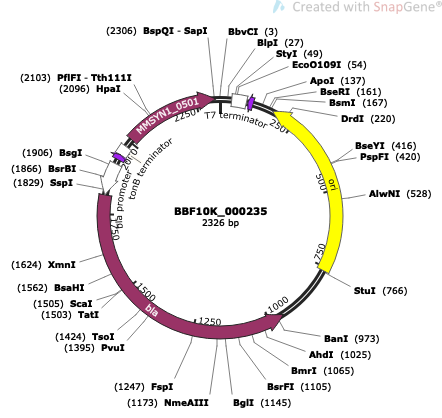 Created with SnapGene®
(2306) BspQI - SapI
BbvCI (3)
BlpI (27)
StyI (49)
EcoO109I (54)
ApoI (137)
BseRI (161)
BsmI (167)
DrdI (220)
BseYI (416)
PspFI (420)
AlwNI (528)
StuI (766)
BanI (973)
AhdI (1025)
BmrI (1065)
BsrFI (1105)
BglI (1145)
(1173) NmeAIII
(1247) FspI
(1395) PvuI
(1424) TsoI
(1503) TatI
(1505) ScaI
(1562) BsaHI
(1624) XmnI
(1829) SspI
(1866) BsrBI
(1906) BsgI
(2096) HpaI
(2103) PflFI - Tth111I
MMSYN1_0501
T7 terminator
tonB terminator
bla promoter
bla
ori
250
500
750
1000
1250
1500
1750
2000
2250
BBF10K_000235
2326 bp